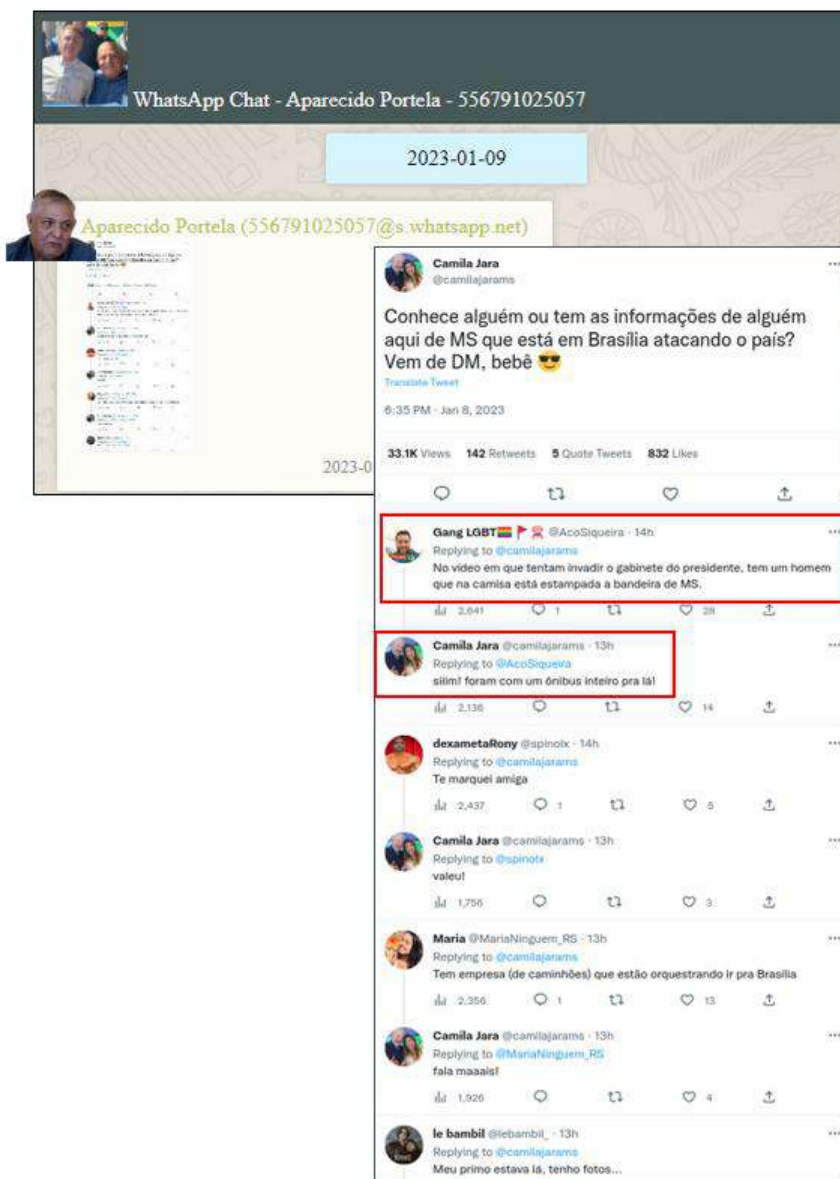 WhatsApp Chat - Aparecido Portela - 556791025057
2023-01-09
Aparecido Portela (556791025057@s.whatsapp.net)
2023-0
Camila Jara
@camilajarams
Conhece alguém ou tem as informações de alguém
aqui de MS que está em Brasília atacando o país?
Vem de DM, bebê 😎
Translate Tweet
6:35 PM · Jan 8, 2023
33.1K Views 142 Retweets 5 Quote Tweets 832 Likes
Gang LGBT @AcoSiqueira · 14h
Replying to @camilajarams
No vídeo em que tentam invadir o gabinete do presidente, tem um homem
que na camisa está estampada a bandeira de MS.
2,641 1 28
Camila Jara @camilajarams · 13h
Replying to @AcoSiqueira
siiim! foram com um ônibus inteiro pra lá!
2,136 14
dexametaRony @spinolx · 14h
Replying to @camilajarams
Te marquei amiga
2,437 1 5
Camila Jara @camilajarams · 13h
Replying to @spinolx
valeu!
1,756 3
Maria @MariaNinguem_RS · 13h
Replying to @camilajarams
Tem empresa (de caminhões) que estão orquestrando ir pra Brasília
2,356 1 13
Camila Jara @camilajarams · 13h
Replying to @MariaNinguem_RS
fala maaais!
1,926 4
le bambil @lebambil_ · 13h
Replying to @camilajarams
Meu primo estava lá, tenho fotos...